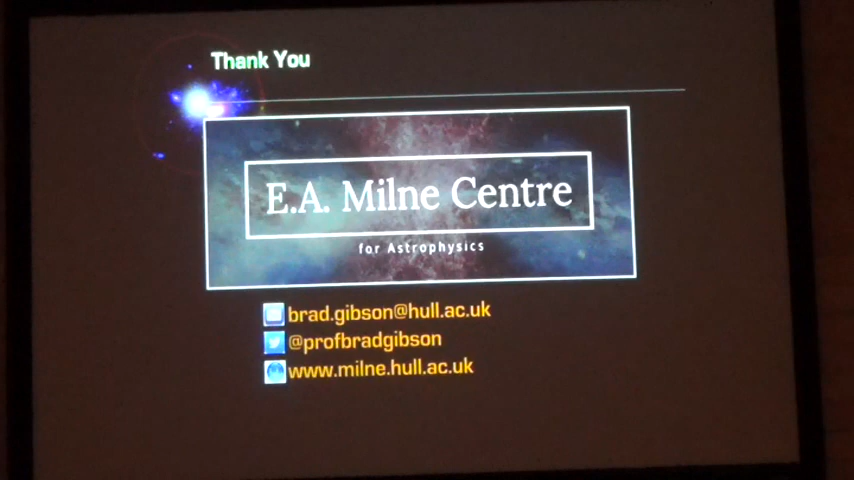 Thank You
E.A. Milne Centre
for Astrophysics
brad.gibson@hull.ac.uk
@profbradgibson
www.milne.hull.ac.uk